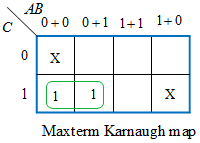 AB
C 0+0 0+1 1+1 1+0
0 X
1 1 1 X
Maxterm Karnaugh map